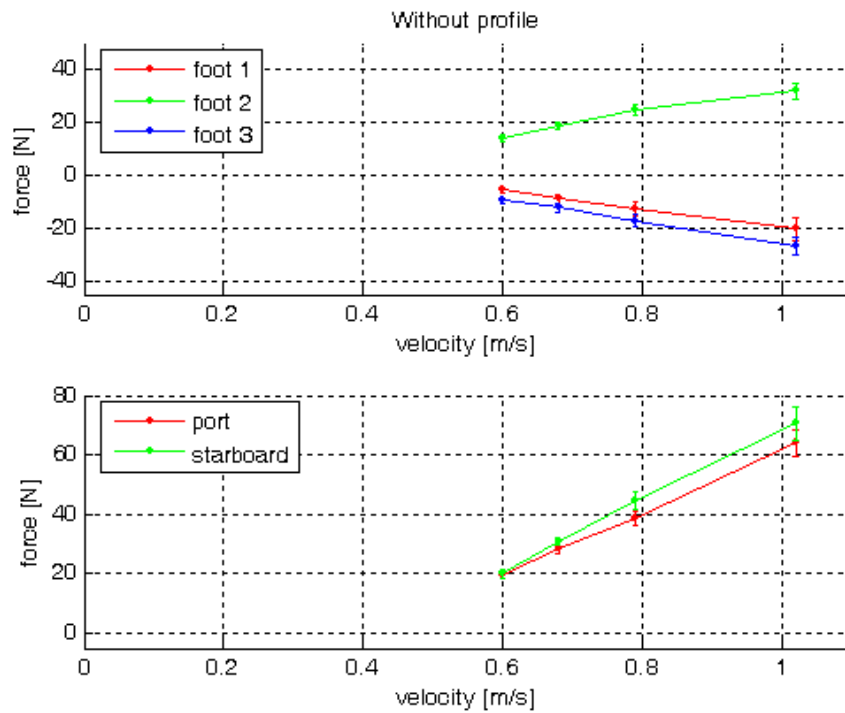 Without profile
foot 1
foot 2
foot 3
force [N]
40
20
0
-20
-40
0
0.2
0.4
0.6
0.8
1
velocity [m/s]
port
starboard
force [N]
80
60
40
20
0
0
0.2
0.4
0.6
0.8
1
velocity [m/s]